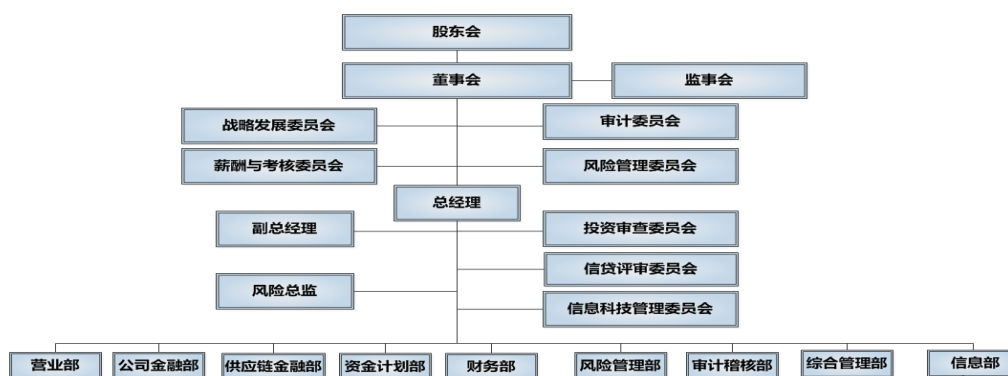 股东会
董事会
监事会
战略发展委员会
审计委员会
薪酬与考核委员会
风险管理委员会
总经理
副总经理
投资审查委员会
信贷评审委员会
风险总监
信息科技管理委员会
营业部
公司金融部
供应链金融部
资金计划部
财务部
风险管理部
审计稽核部
综合管理部
信息部